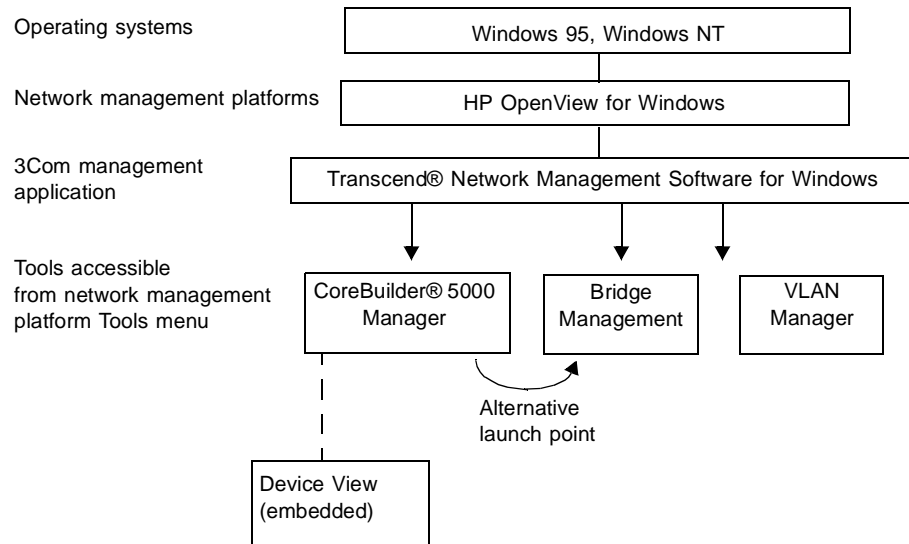 Operating systems
Windows 95, Windows NT
Network management platforms
HP OpenView for Windows
3Com management
application
Transcend® Network Management Software for Windows
Tools accessible
from network management
platform Tools menu
CoreBuilder® 5000
Manager
Bridge
Management
VLAN
Manager
Alternative
launch point
Device View
(embedded)